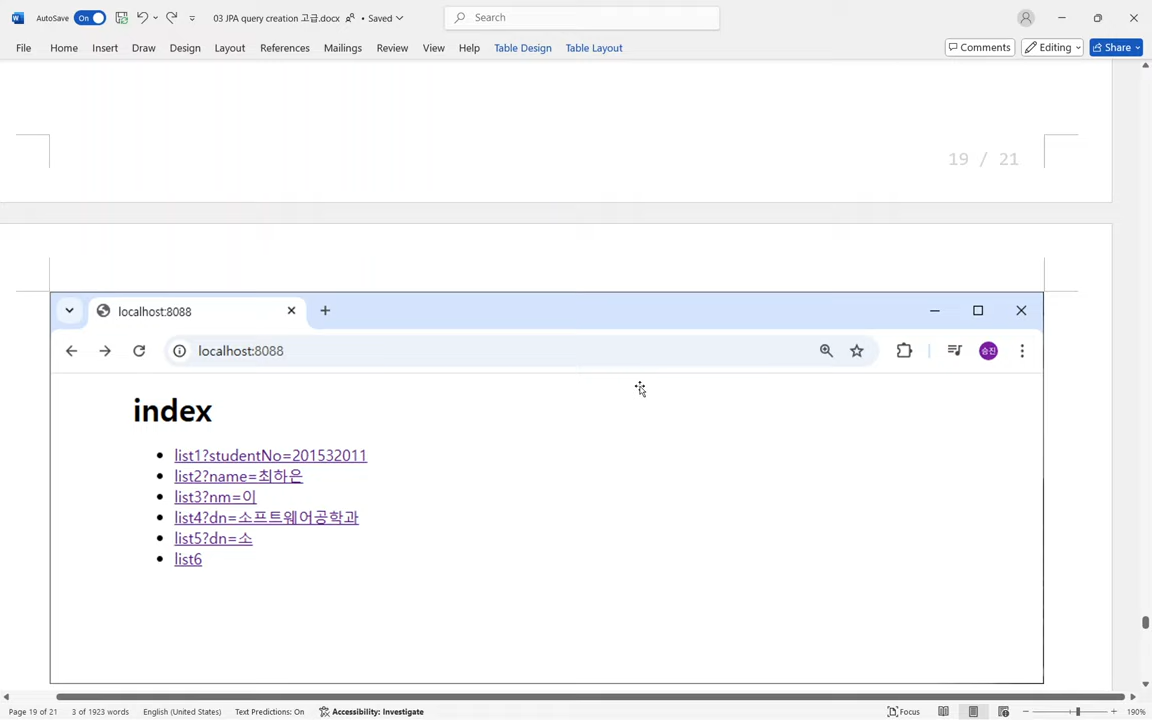 AutoSave On 03 JPA query creation 고급.docx • Saved Search
File Home Insert Draw Design Layout References Mailings Review View Help Table Design Table Layout Comments Editing Share
19 / 21
localhost:8088
localhost:8088 승진
index
list1?studentNo=201532011
list2?name=최하은
list3?nm=이
list4?dn=소프트웨어공학과
list5?dn=소
list6
Page 19 of 21 3 of 1923 words English (United States) Text Predictions: On Accessibility: Investigate Focus 190%